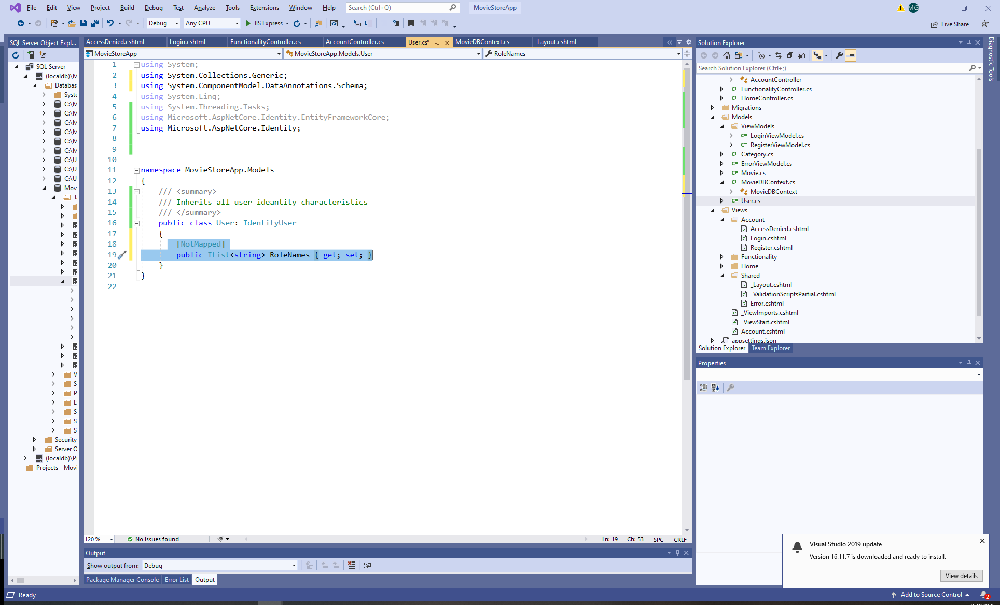 File Edit View Project Build Debug Test Analyze Tools Extensions Window Help Search (Ctrl+Q) MovieStoreApp MG
Debug Any CPU IIS Express Live Share
SQL Server Object Expl...
AccessDenied.cshtml Login.cshtml FunctionalityController.cs AccountController.cs User.cs* MovieDBContext.cs _Layout.cshtml
MovieStoreApp MovieStoreApp.Models.User RoleNames
SQL Server
(localdb)\M
Databas
Syste
C:\M
C:\M
C:\M
C:\M
C:\M
C:\M
C:\U
C:\U
C:\U
Mov
Ta
V
Sy
P
E
S
S
S
Security
Server O
(localdb)\Pr
Projects - Movi
1 using System;
2 using System.Collections.Generic;
3 using System.ComponentModel.DataAnnotations.Schema;
4 using System.Linq;
5 using System.Threading.Tasks;
6 using Microsoft.AspNetCore.Identity.EntityFrameworkCore;
7 using Microsoft.AspNetCore.Identity;
8
9
10
11 namespace MovieStoreApp.Models
12 {
13 /// <summary>
14 /// Inherits all user ideantity characteristics
15 /// </summary>
16 public class User: IdentityUser
17 {
18 [NotMapped]
19 public IList<string> RoleNames { get; set; }
20 }
21 }
22
120 % No issues found Ln: 19 Ch: 53 SPC CRLF
Output
Show output from: Debug
Package Manager Console Error List Output
Solution Explorer
Search Solution Explorer (Ctrl+;)
AccountController
FunctionalityController.cs
HomeController.cs
Migrations
Models
ViewModels
LoginViewModel.cs
RegisterViewModel.cs
Category.cs
ErrorViewModel.cs
Movie.cs
MovieDBContext.cs
MovieDBContext
User.cs
Views
Account
AccessDenied.cshtml
Login.cshtml
Register.cshtml
Functionality
Home
Shared
_Layout.cshtml
_ValidationScriptsPartial.cshtml
Error.cshtml
_ViewImports.cshtml
_ViewStart.cshtml
Account.cshtml
appsettings.json
Solution Explorer Team Explorer
Properties
Diagnostic Tools
Visual Studio 2019 update
Version 16.11.7 is downloaded and ready to install.
View details
Ready Add to Source Control 2